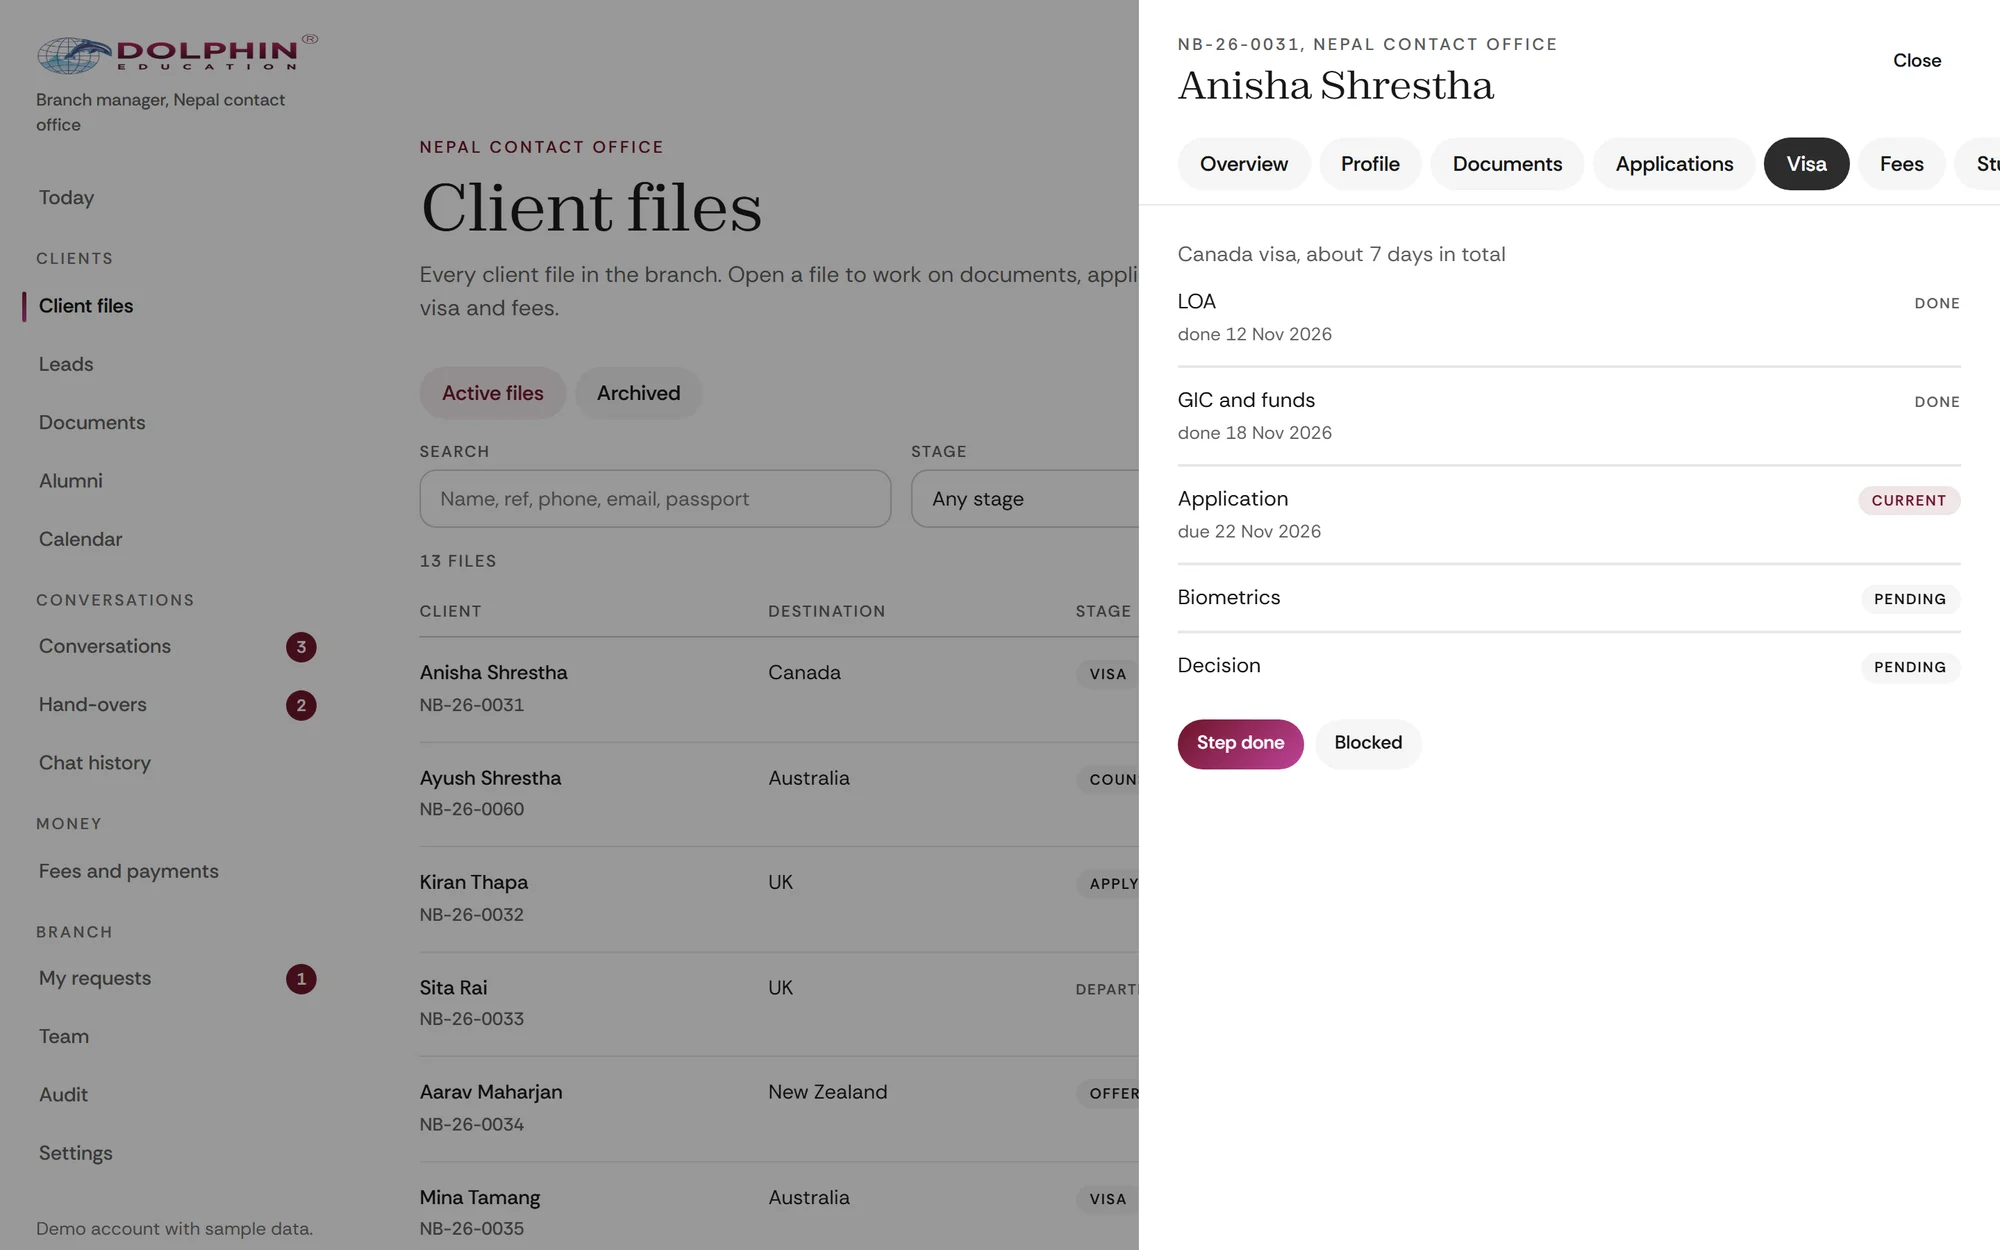 DOLPHIN®
EDUCATION
Branch manager, Nepal contact
office
Today
CLIENTS
Client files
Leads
Documents
Alumni
Calendar
CONVERSATIONS
Conversations 3
Hand-overs 2
Chat history
MONEY
Fees and payments
BRANCH
My requests 1
Team
Audit
Settings
Demo account with sample data.
NEPAL CONTACT OFFICE
Client files
Every client file in the branch. Open a file to work on documents, appli
visa and fees.
Active files Archived
SEARCH STAGE
Name, ref, phone, email, passport Any stage
13 FILES
CLIENT DESTINATION STAGE
Anisha Shrestha Canada VISA
NB-26-0031
Ayush Shrestha Australia COUN
NB-26-0060
Kiran Thapa UK APPLY
NB-26-0032
Sita Rai UK DEPART
NB-26-0033
Aarav Maharjan New Zealand OFFER
NB-26-0034
Mina Tamang Australia VISA
NB-26-0035
NB-26-0031, NEPAL CONTACT OFFICE
Anisha Shrestha
Close
Overview Profile Documents Applications Visa Fees Stu
Canada visa, about 7 days in total
LOA DONE
done 12 Nov 2026
GIC and funds DONE
done 18 Nov 2026
Application CURRENT
due 22 Nov 2026
Biometrics PENDING
Decision PENDING
Step done Blocked